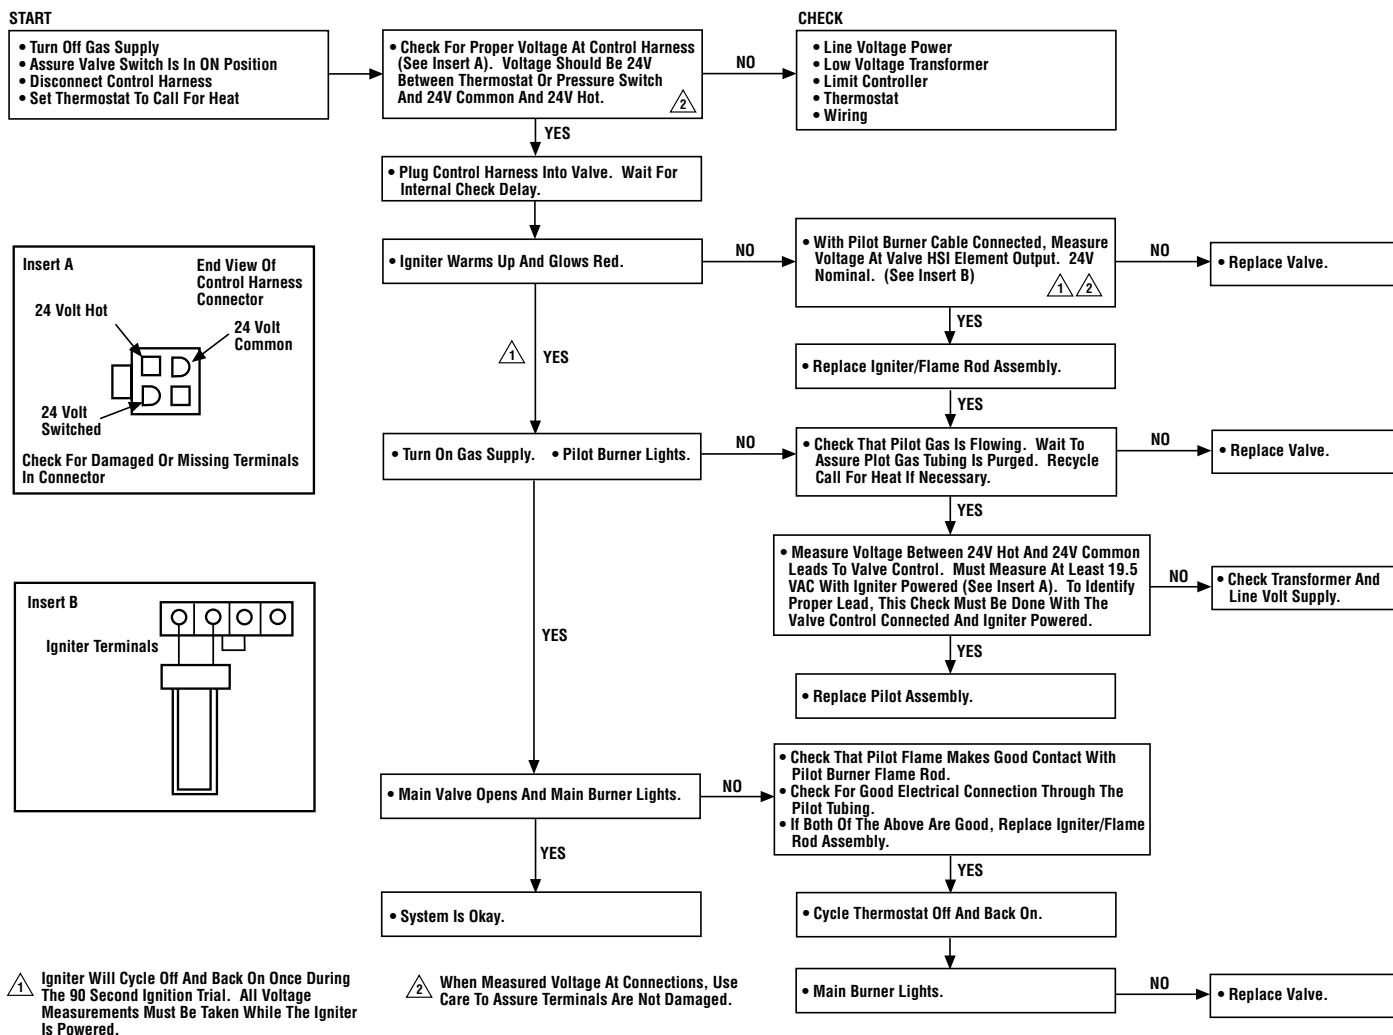 START
• Turn Off Gas Supply
• Assure Valve Switch Is In ON Position
• Disconnect Control Harness
• Set Thermostat To Call For Heat
• Check For Proper Voltage At Control Harness
(See Insert A). Voltage Should Be 24V
Between Thermostat Or Pressure Switch
And 24V Common And 24V Hot.
2
NO
CHECK
• Line Voltage Power
• Low Voltage Transformer
• Limit Controller
• Thermostat
• Wiring
YES
• Plug Control Harness Into Valve. Wait For
Internal Check Delay.
• Igniter Warms Up And Glows Red.
NO
• With Pilot Burner Cable Connected, Measure
Voltage At Valve HSI Element Output. 24V
Nominal. (See Insert B)
1 2
NO
• Replace Valve.
YES
• Replace Igniter/Flame Rod Assembly.
YES
1
YES
Insert A
End View Of
Control Harness
Connector
24 Volt Hot
24 Volt
Common
24 Volt
Switched
Check For Damaged Or Missing Terminals
In Connector
• Turn On Gas Supply. • Pilot Burner Lights.
NO
• Check That Pilot Gas Is Flowing. Wait To
Assure Plot Gas Tubing Is Purged. Recycle
Call For Heat If Necessary.
NO
• Replace Valve.
YES
• Measure Voltage Between 24V Hot And 24V Common
Leads To Valve Control. Must Measure At Least 19.5
VAC With Igniter Powered (See Insert A). To Identify
Proper Lead, This Check Must Be Done With The
Valve Control Connected And Igniter Powered.
NO
• Check Transformer And
Line Volt Supply.
YES
• Replace Pilot Assembly.
Insert B
Igniter Terminals
YES
• Main Valve Opens And Main Burner Lights.
NO
• Check That Pilot Flame Makes Good Contact With
Pilot Burner Flame Rod.
• Check For Good Electrical Connection Through The
Pilot Tubing.
• If Both Of The Above Are Good, Replace Igniter/Flame
Rod Assembly.
YES
• System Is Okay.
YES
• Cycle Thermostat Off And Back On.
• Main Burner Lights.
NO
• Replace Valve.
1 Igniter Will Cycle Off And Back On Once During
The 90 Second Ignition Trial. All Voltage
Measurements Must Be Taken While The Igniter
Is Powered.
2 When Measured Voltage At Connections, Use
Care To Assure Terminals Are Not Damaged.